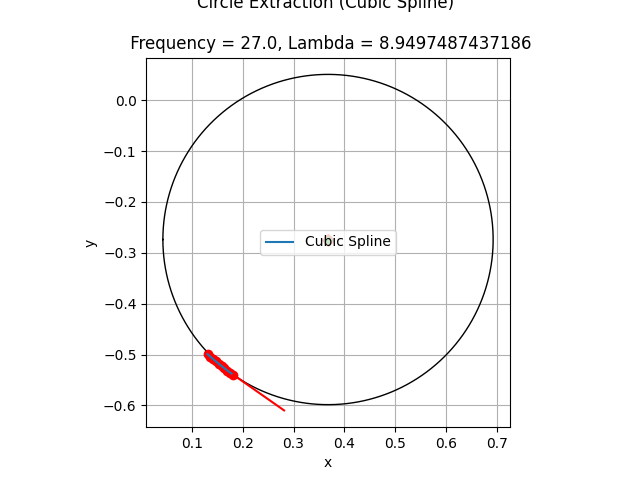 Circle Extraction (Cubic Spline)
Frequency = 27.0, Lambda = 8.9497487437186
0.0
−0.1
−0.2
−0.3
−0.4
−0.5
−0.6
y
Cubic Spline
0.1 0.2 0.3 0.4 0.5 0.6 0.7
x